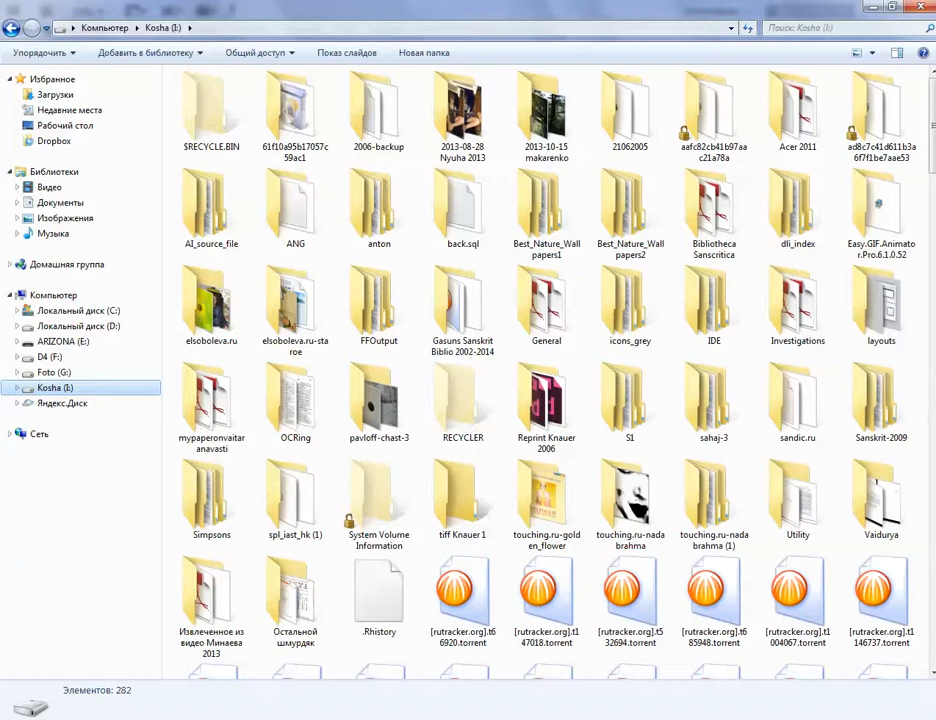 Компьютер
Kosha (I:)
Поиск: Kosha (I:)
Упорядочить
Добавить в библиотеку
Общий доступ
Показ слайдов
Новая папка
Избранное
Загрузки
Недавние места
Рабочий стол
Dropbox
Библиотеки
Видео
Документы
Изображения
Музыка
Домашняя группа
Компьютер
Локальный диск (C:)
Локальный диск (D:)
ARIZONA (E:)
D4 (F:)
Foto (G:)
Kosha (I:)
Яндекс.Диск
Сеть
$RECYCLE.BIN
61f10a95b17057c
59ac1
2006-backup
2013-08-28
Nyuha 2013
2013-10-15
makarenko
21062005
aafc82cb41b97aa
c21a78a
Acer 2011
ad8c7c41d611b3a
6f7f1be7aae53
AI_source_file
ANG
anton
back.sql
Best_Nature_Wall
papers1
Best_Nature_Wall
papers2
Bibliotheca
Sanscritica
dli_index
Easy.GIF.Animato
r.Pro.6.1.0.52
elsoboleva.ru
elsoboleva.ru-sta
roe
FFOutput
Gasuns Sanskrit
Biblio 2002-2014
General
icons_grey
IDE
Investigations
layouts
mypaperonvaitar
anavasti
OCRing
pavloff-chast-3
RECYCLER
Reprint Knauer
2006
S1
sahaj-3
sandic.ru
Sanskrit-2009
Simpsons
spl_iast_hk (1)
System Volume
Information
tiff Knauer 1
touching.ru-gold
en_flower
touching.ru-nada
brahma
touching.ru-nada
brahma (1)
Utility
Vaidurya
Извлеченное из
видео Минаева
2013
Остальной
шмурдяк
.Rhistory
[rutracker.org].t6
6920.torrent
[rutracker.org].t1
47018.torrent
[rutracker.org].t5
32694.torrent
[rutracker.org].t6
85948.torrent
[rutracker.org].t1
004067.torrent
[rutracker.org].t1
146737.torrent
Элементов: 282